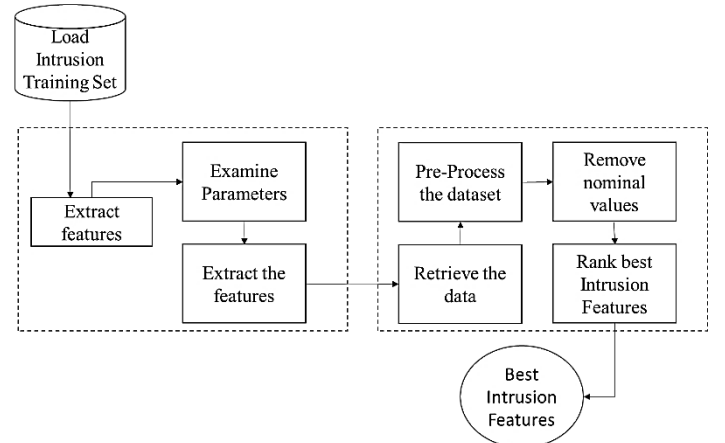 Load
Intrusion
Training Set
Extract
features
Examine
Parameters
Extract the
features
Retrieve the
data
Pre-Process
the dataset
Remove
nominal
values
Rank best
Intrusion
Features
Best
Intrusion
Features